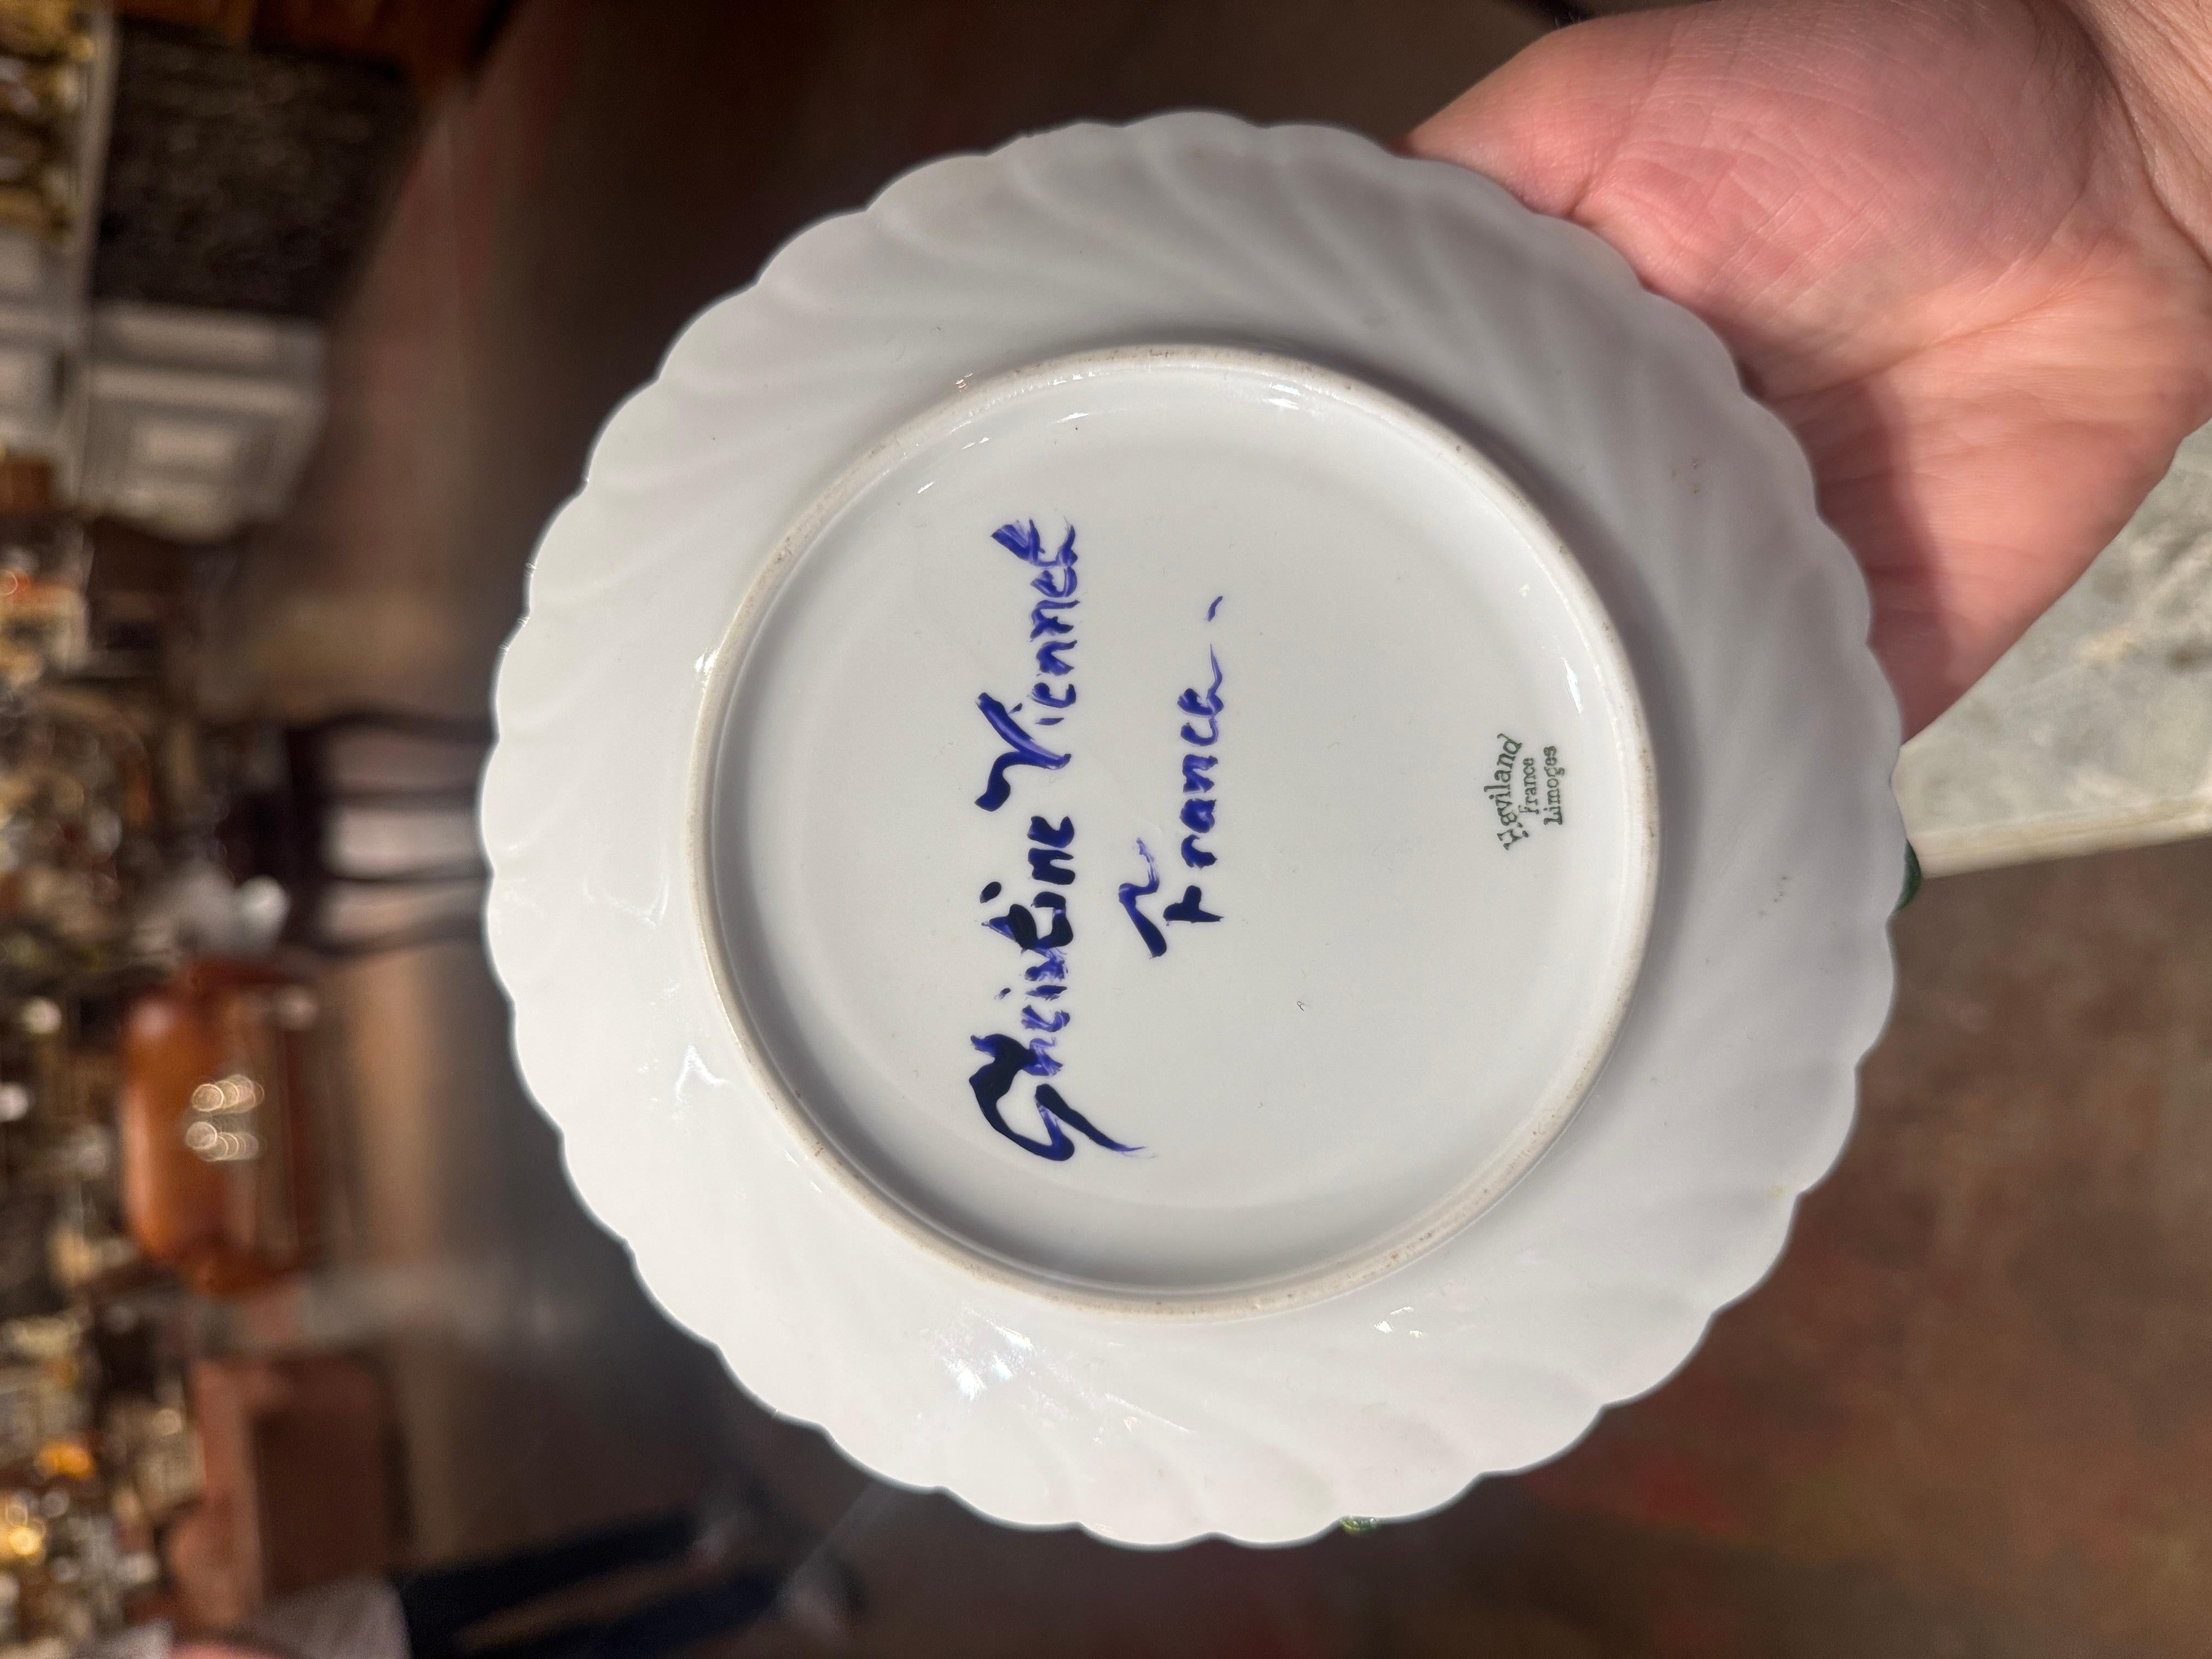 Christine Viennet
France
Haviland
France
Limoges